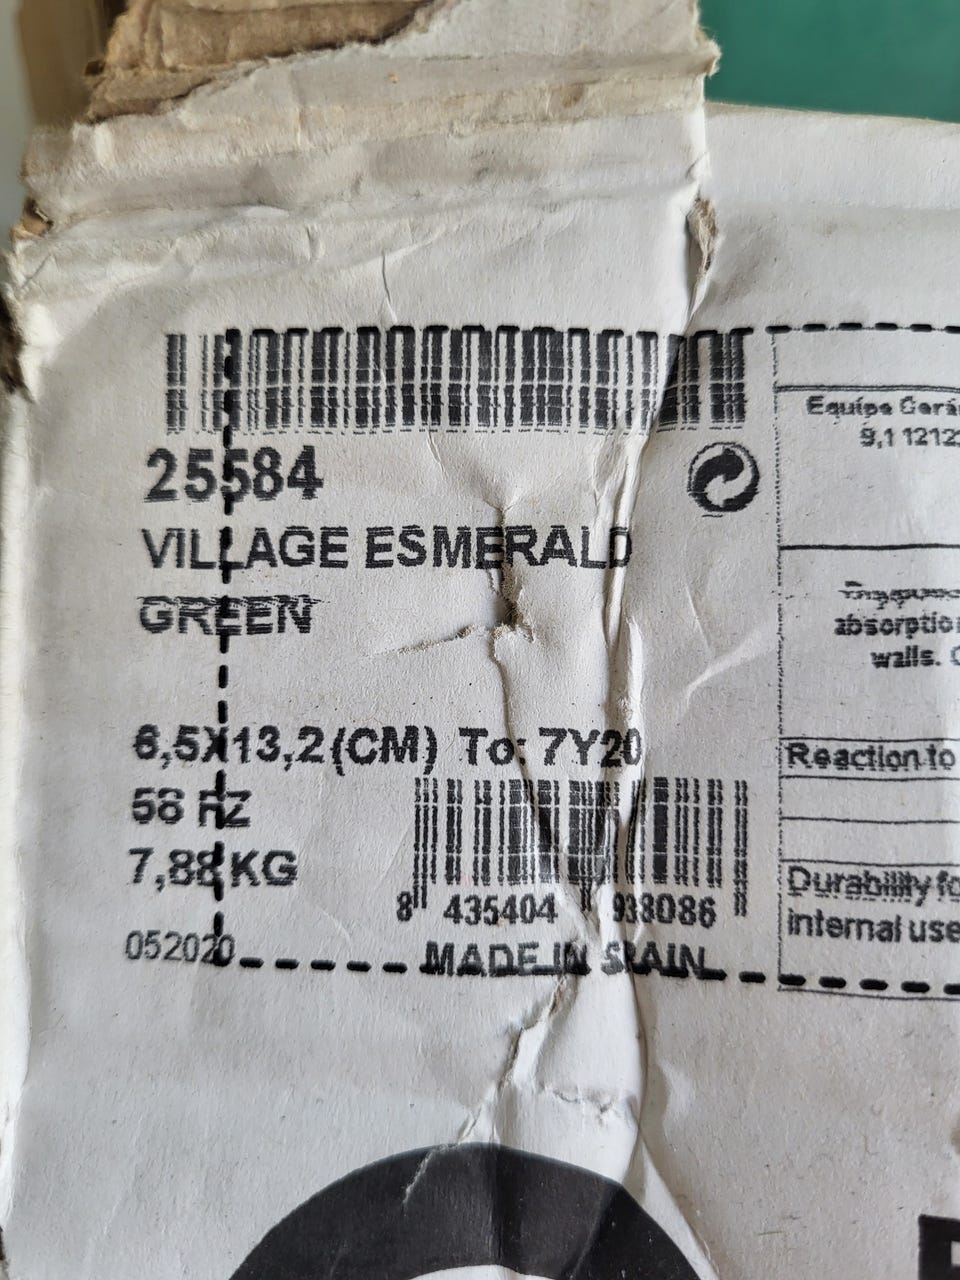 25584
VILLAGE ESMERALD
GREEN
6,5X13,2(CM) To: 7Y20
58 PZ
7,88 KG
8 435404 938086
052020
MADE IN SPAIN
Equipe Cerá
9,1 1212
absorptio
walls.
Reaction to
Durability fo
internal use